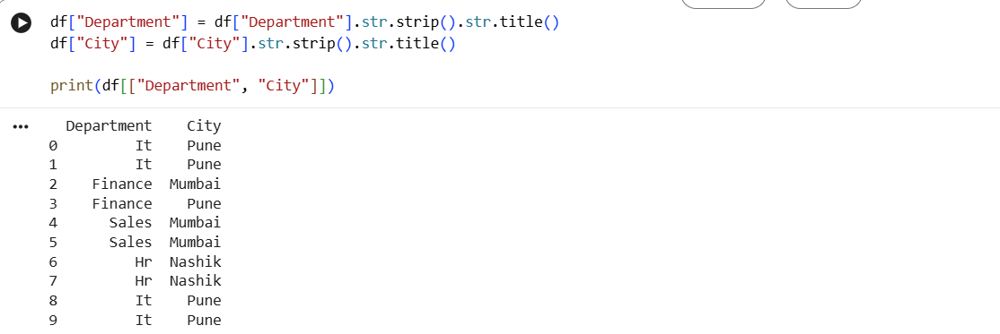 df["Department"] = df["Department"].str.strip().str.title()
df["City"] = df["City"].str.strip().str.title()
print(df[["Department", "City"]])
Department City
0 It Pune
1 It Pune
2 Finance Mumbai
3 Finance Pune
4 Sales Mumbai
5 Sales Mumbai
6 Hr Nashik
7 Hr Nashik
8 It Pune
9 It Pune